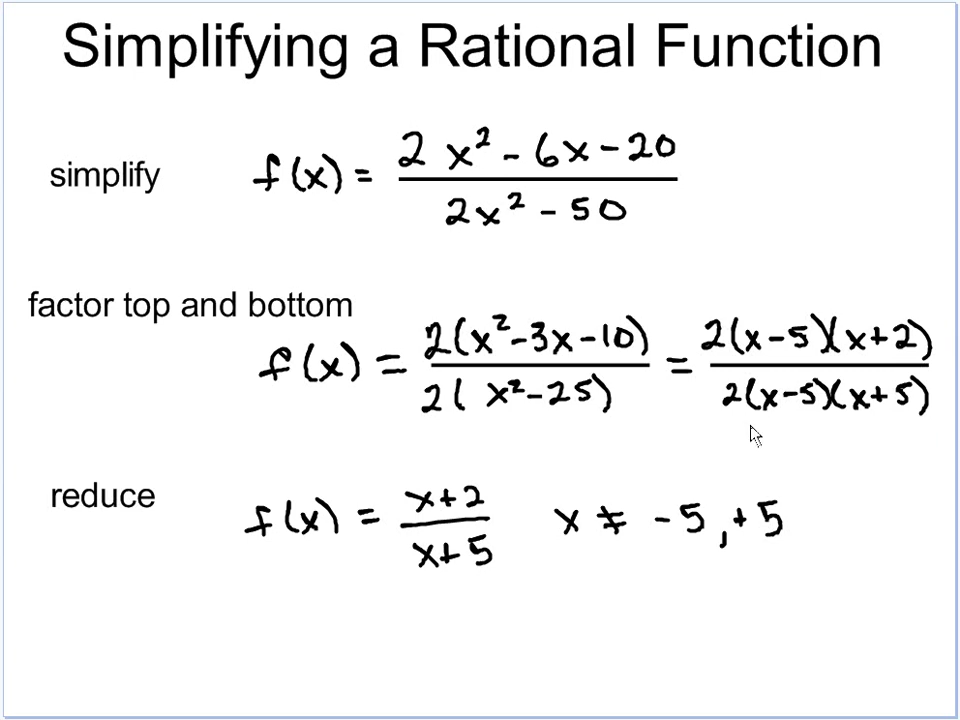 Simplifying a Rational Function
simplify f(x) = (2x² - 6x - 20) / (2x² - 50)
factor top and bottom
f(x) = 2(x² - 3x - 10) / 2(x² - 25) = 2(x - 5)(x + 2) / 2(x - 5)(x + 5)
reduce f(x) = (x + 2) / (x + 5) x ≠ -5, +5